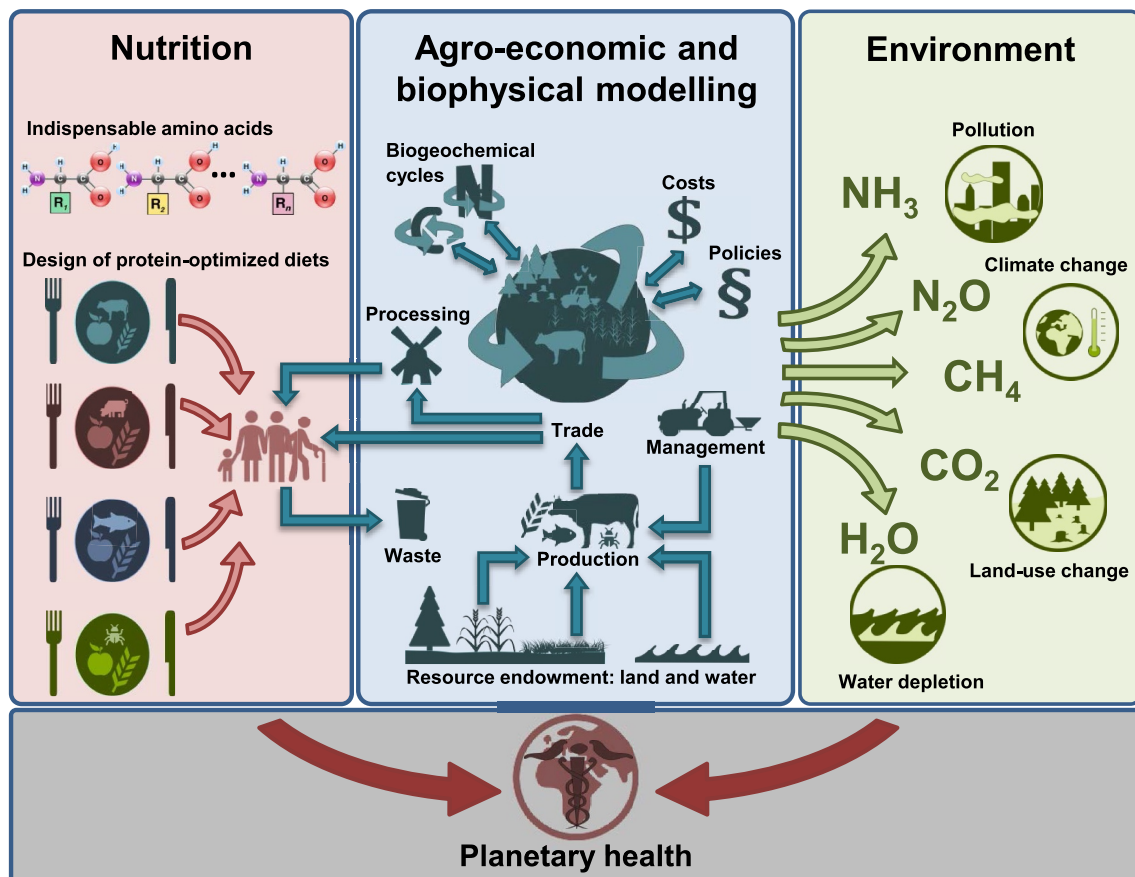 Nutrition
Indispensable amino acids
H H O H H H O H H H O H
H N C C H N C C ... H N C C
H O H O H O
R1 R2 Rn
Design of protein-optimized diets
Agro-economic and
biophysical modelling
Biogeochemical
cycles
N
C
Costs
$
Policies
§
Processing
Trade
Management
Waste
Production
Resource endowment: land and water
Environment
Pollution
NH3
Climate change
N2O
CH4
CO2
Land-use change
H2O
Water depletion
Planetary health